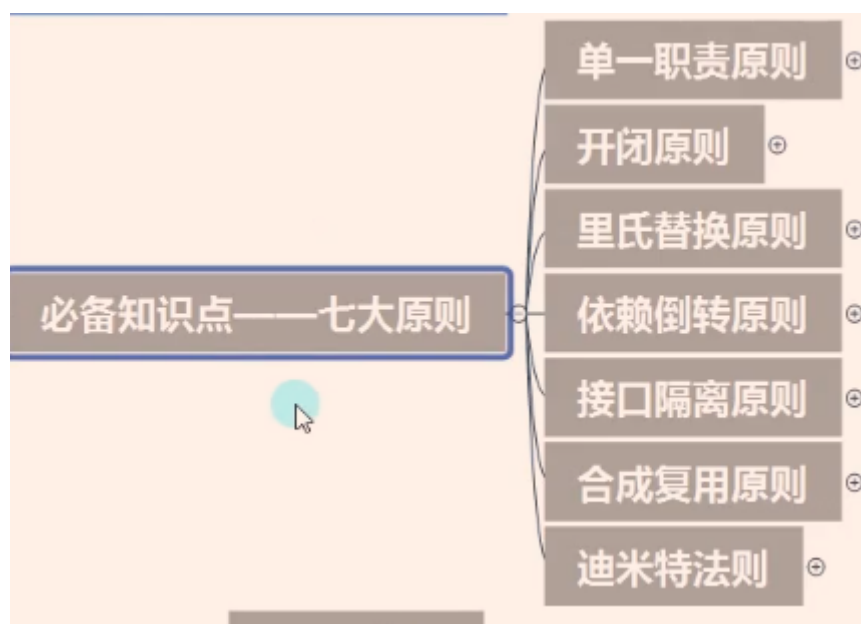 单一职责原则
开闭原则
里氏替换原则
必备知识点——七大原则
依赖倒转原则
接口隔离原则
合成复用原则
迪米特法则